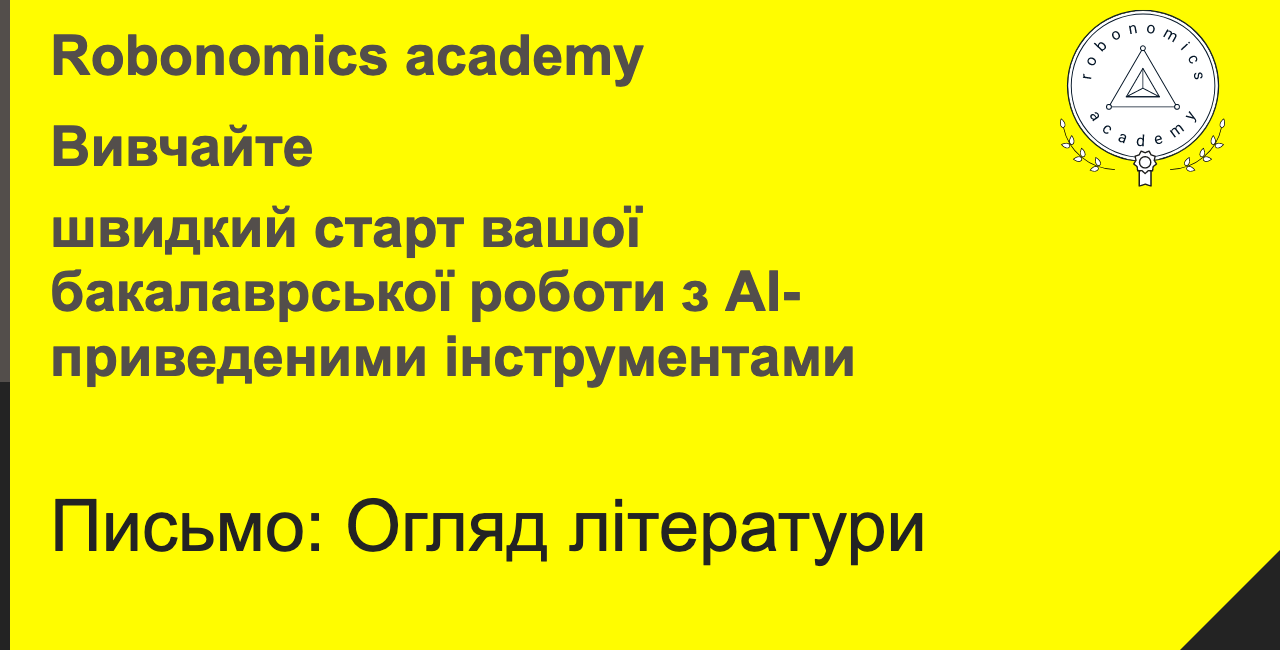 Robonomics academy
robonomics
academy
Вивчайте
швидкий старт вашої
бакалаврської роботи з AI-
приведеними інструментами
Письмо: Огляд літератури